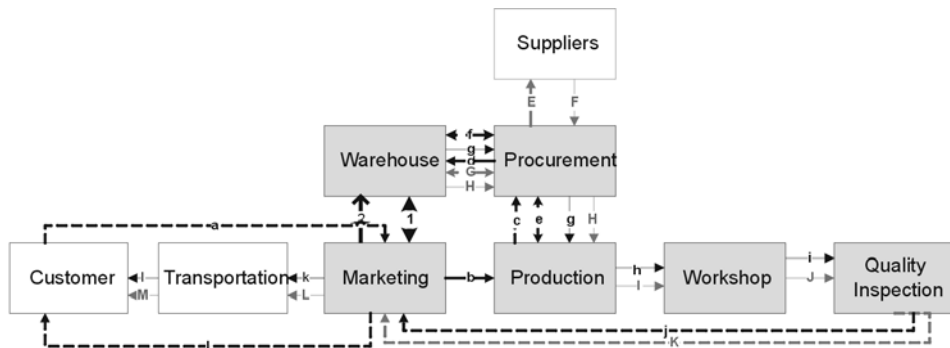 Suppliers
E
F
f
Warehouse
g
Procurement
d
G
H
a
2
1
c
e
g
H
Customer
l
M
Transportation
k
L
Marketing
b
Production
h
I
Workshop
i
J
Quality
Inspection
j
K